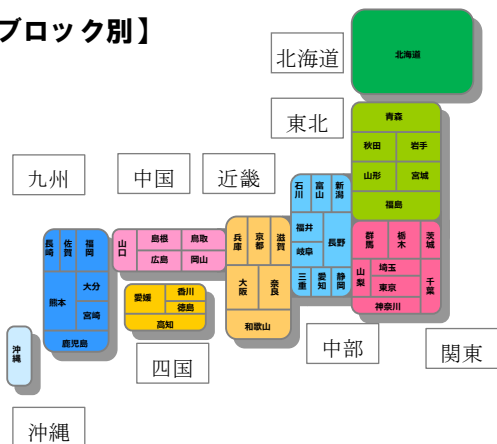 ブロック別】
北海道
北海道
東北
青森
秋田
岩手
山形
宮城
福島
九州
中国
近畿
石川
富山
新潟
福井
長野
岐阜
三重
愛知
静岡
群馬
栃木
茨城
山梨
埼玉
東京
千葉
神奈川
兵庫
京都
滋賀
大阪
奈良
和歌山
山口
島根
鳥取
広島
岡山
愛媛
香川
徳島
高知
長崎
佐賀
福岡
熊本
大分
宮崎
鹿児島
沖縄
四国
中部
関東
沖縄